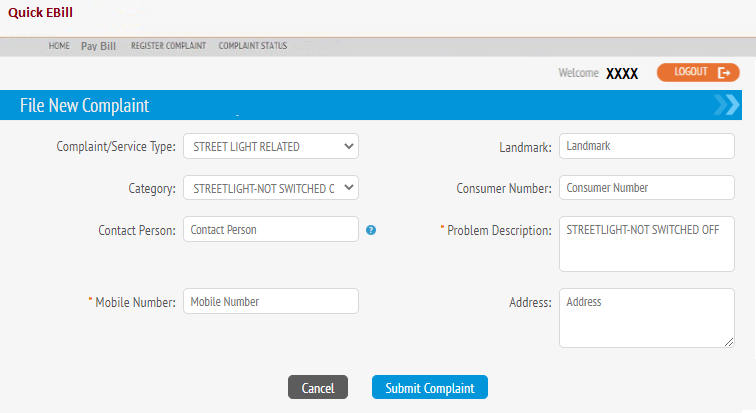 Quick EBill
HOME Pay Bill REGISTER COMPLAINT COMPLAINT STATUS
Welcome XXXX LOGOUT
File New Complaint
Complaint/Service Type: STREET LIGHT RELATED Landmark: Landmark
Category: STREETLIGHT-NOT SWITCHED O Consumer Number: Consumer Number
Contact Person: Contact Person ? * Problem Description: STREETLIGHT-NOT SWITCHED OFF
* Mobile Number: Mobile Number Address: Address
Cancel Submit Complaint